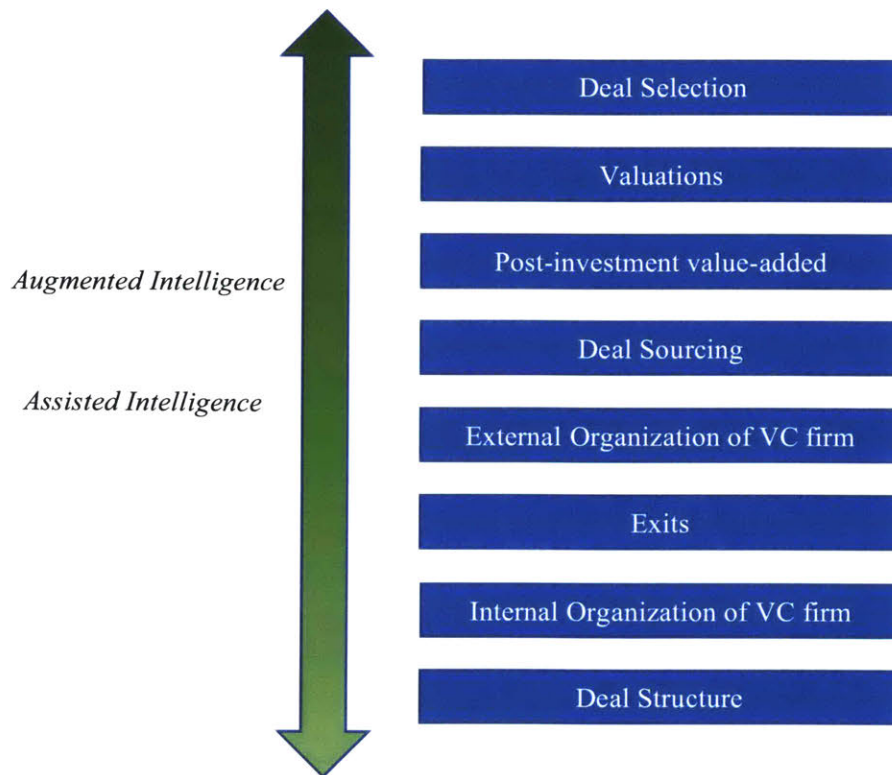 Deal Selection
Valuations
Post-investment value-added
Augmented Intelligence
Deal Sourcing
Assisted Intelligence
External Organization of VC firm
Exits
Internal Organization of VC firm
Deal Structure